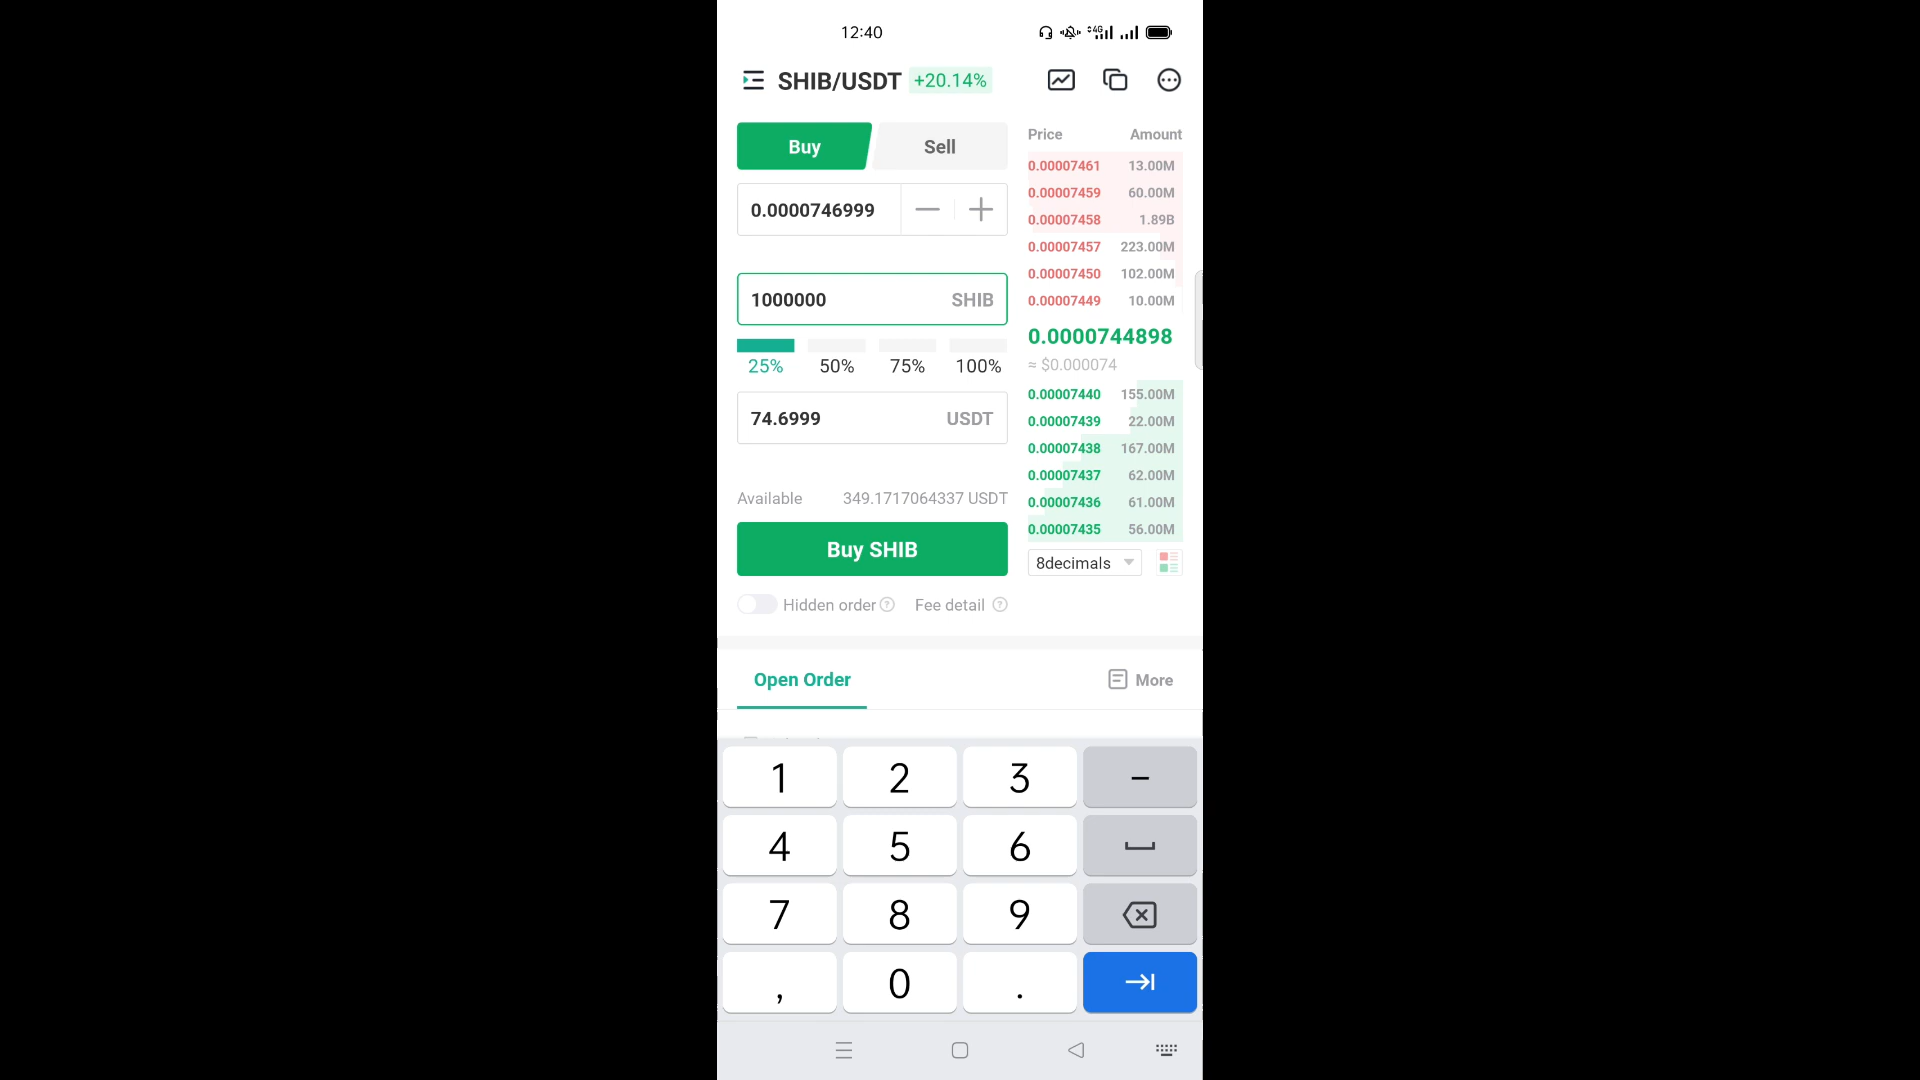 12:40
4G
SHIB/USDT +20.14%
Buy Sell
0.0000746999
1000000 SHIB
25% 50% 75% 100%
74.6999 USDT
Available 349.1717064337 USDT
Buy SHIB
Hidden order ? Fee detail ?
Price Amount
0.00007461 13.00M
0.00007459 60.00M
0.00007458 1.89B
0.00007457 223.00M
0.00007450 102.00M
0.00007449 10.00M
0.0000744898
≈ $0.000074
0.00007440 155.00M
0.00007439 22.00M
0.00007438 167.00M
0.00007437 62.00M
0.00007436 61.00M
0.00007435 56.00M
8decimals
Open Order More
1 2 3 –
4 5 6
7 8 9
, 0 .